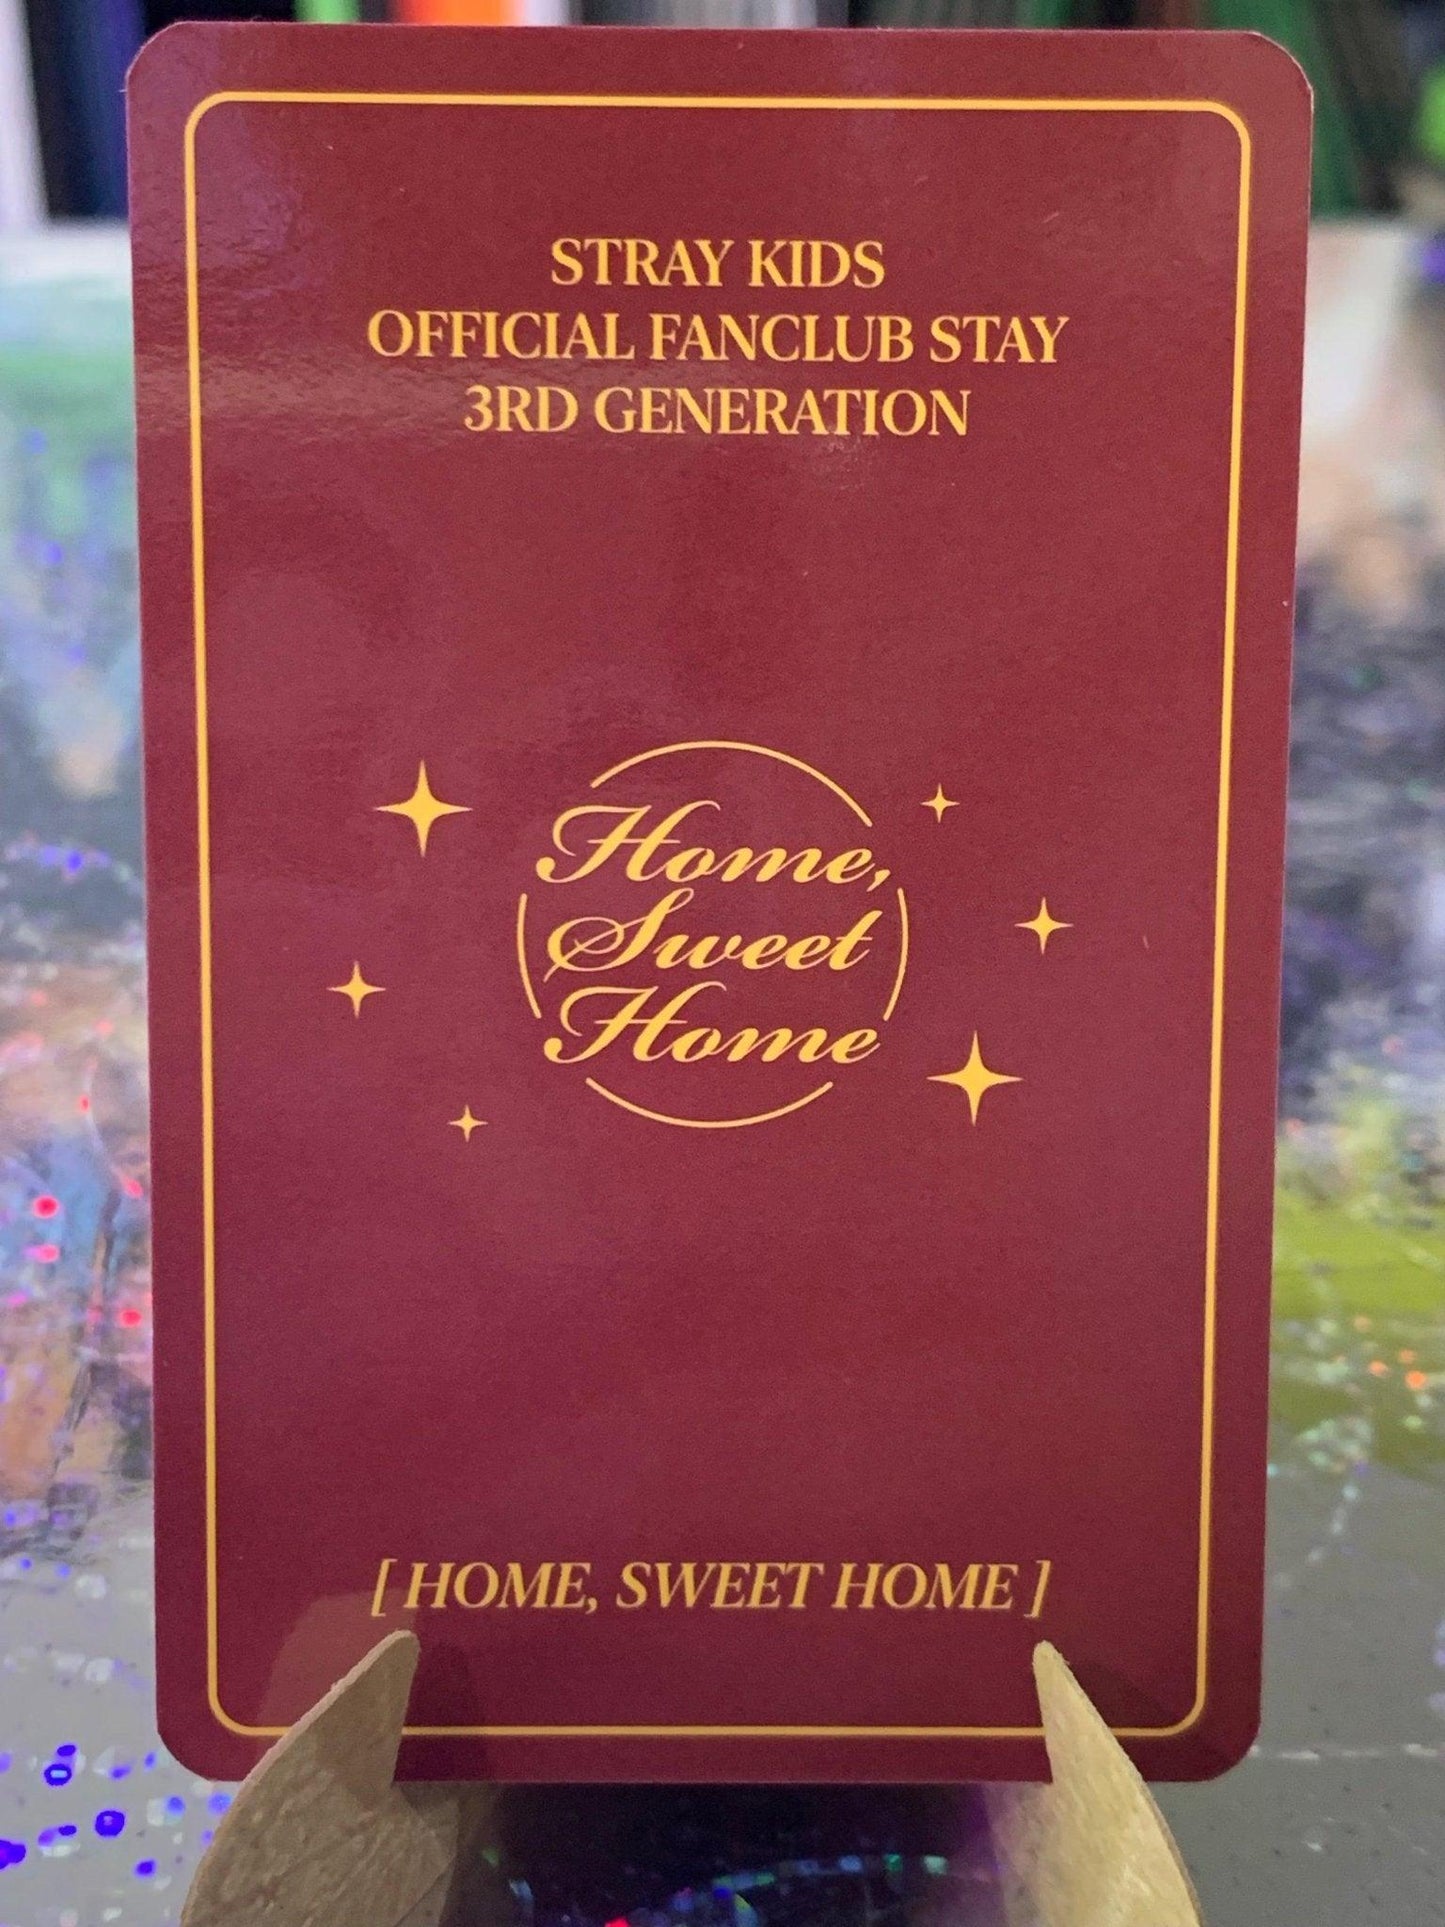 STRAY KIDS
OFFICIAL FANCLUB STAY
3RD GENERATION
Home,
Sweet
Home
[ HOME, SWEET HOME ]